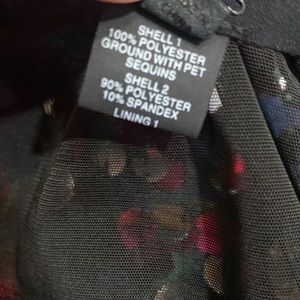 SHELL 1
100% POLYESTER
GROUND WITH PET
SEQUINS
SHELL 2
90% POLYESTER
10% SPANDEX
LINING 1